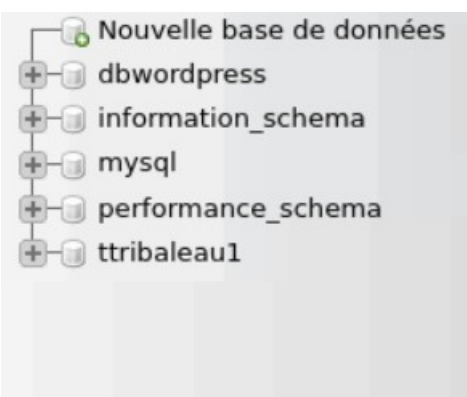 Nouvelle base de données
dbwordpress
information_schema
mysql
performance_schema
ttribaleau1